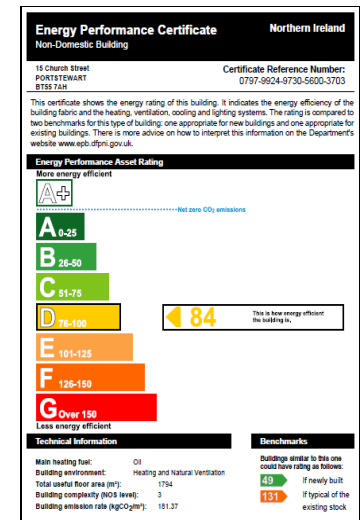 Energy Performance Certificate
Northern Ireland
Non-Domestic Building
15 Church Street
PORTSTEWART
BT55 7AH
Certificate Reference Number:
0797-9924-9730-5600-3703
This certificate shows the energy rating of this building. It indicates the energy efficiency of the
building fabric and the heating, ventilation, cooling and lighting systems. The rating is compared to
two benchmarks for this type of building: one appropriate for new buildings and one appropriate for
existing buildings. There is more advice on how to interpret this information on the Department's
website www.epb.dfpni.gov.uk.
Energy Performance Asset Rating
More energy efficient
A+
Net zero CO₂ emissions
A 0-25
B 26-50
C 51-75
D 76-100
84
This is how energy efficient
the building is.
E 101-125
F 126-150
G Over 150
Less energy efficient
Technical Information
Main heating fuel: Oil
Building environment: Heating and Natural Ventilation
Total useful floor area (m²): 1794
Building complexity (NOS level): 3
Building emission rate (kgCO₂/m²): 181.37
Benchmarks
Buildings similar to this one
could have rating as follows:
49 If newly built
131 If typical of the
existing stock